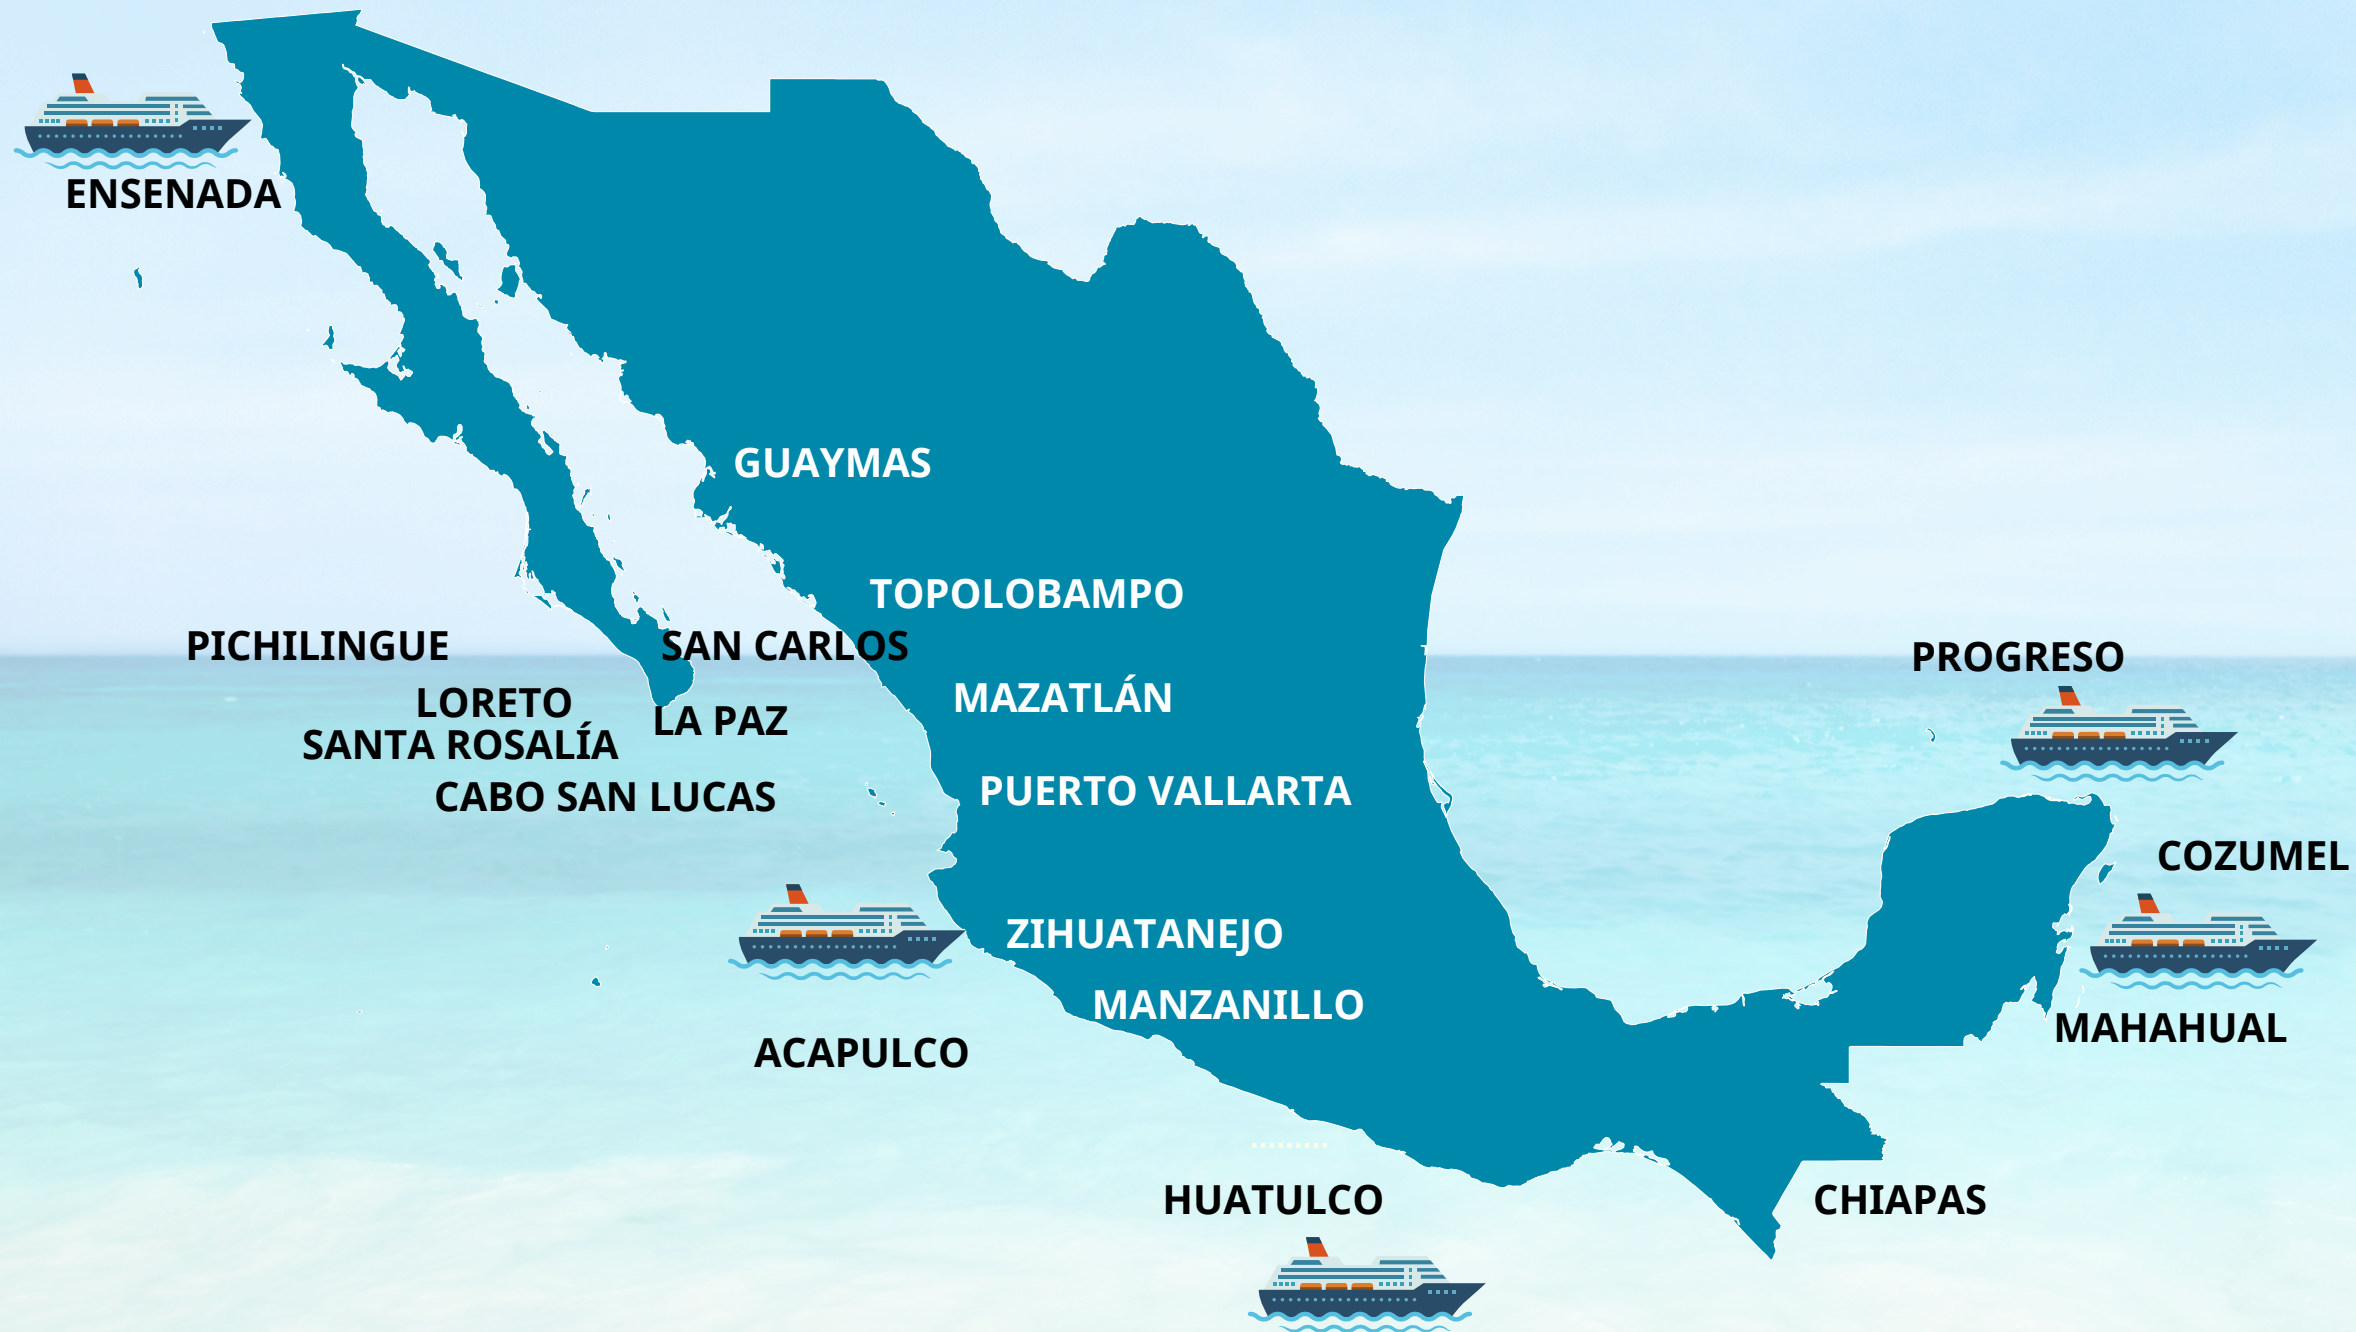 ENSENADA
GUAYMAS
TOPOLOBAMPO
PICHILINGUE
SAN CARLOS
PROGRESO
LORETO
MAZATLÁN
LA PAZ
SANTA ROSALÍA
CABO SAN LUCAS
PUERTO VALLARTA
COZUMEL
ZIHUATANEJO
MANZANILLO
MAHAHUAL
ACAPULCO
HUATULCO
CHIAPAS